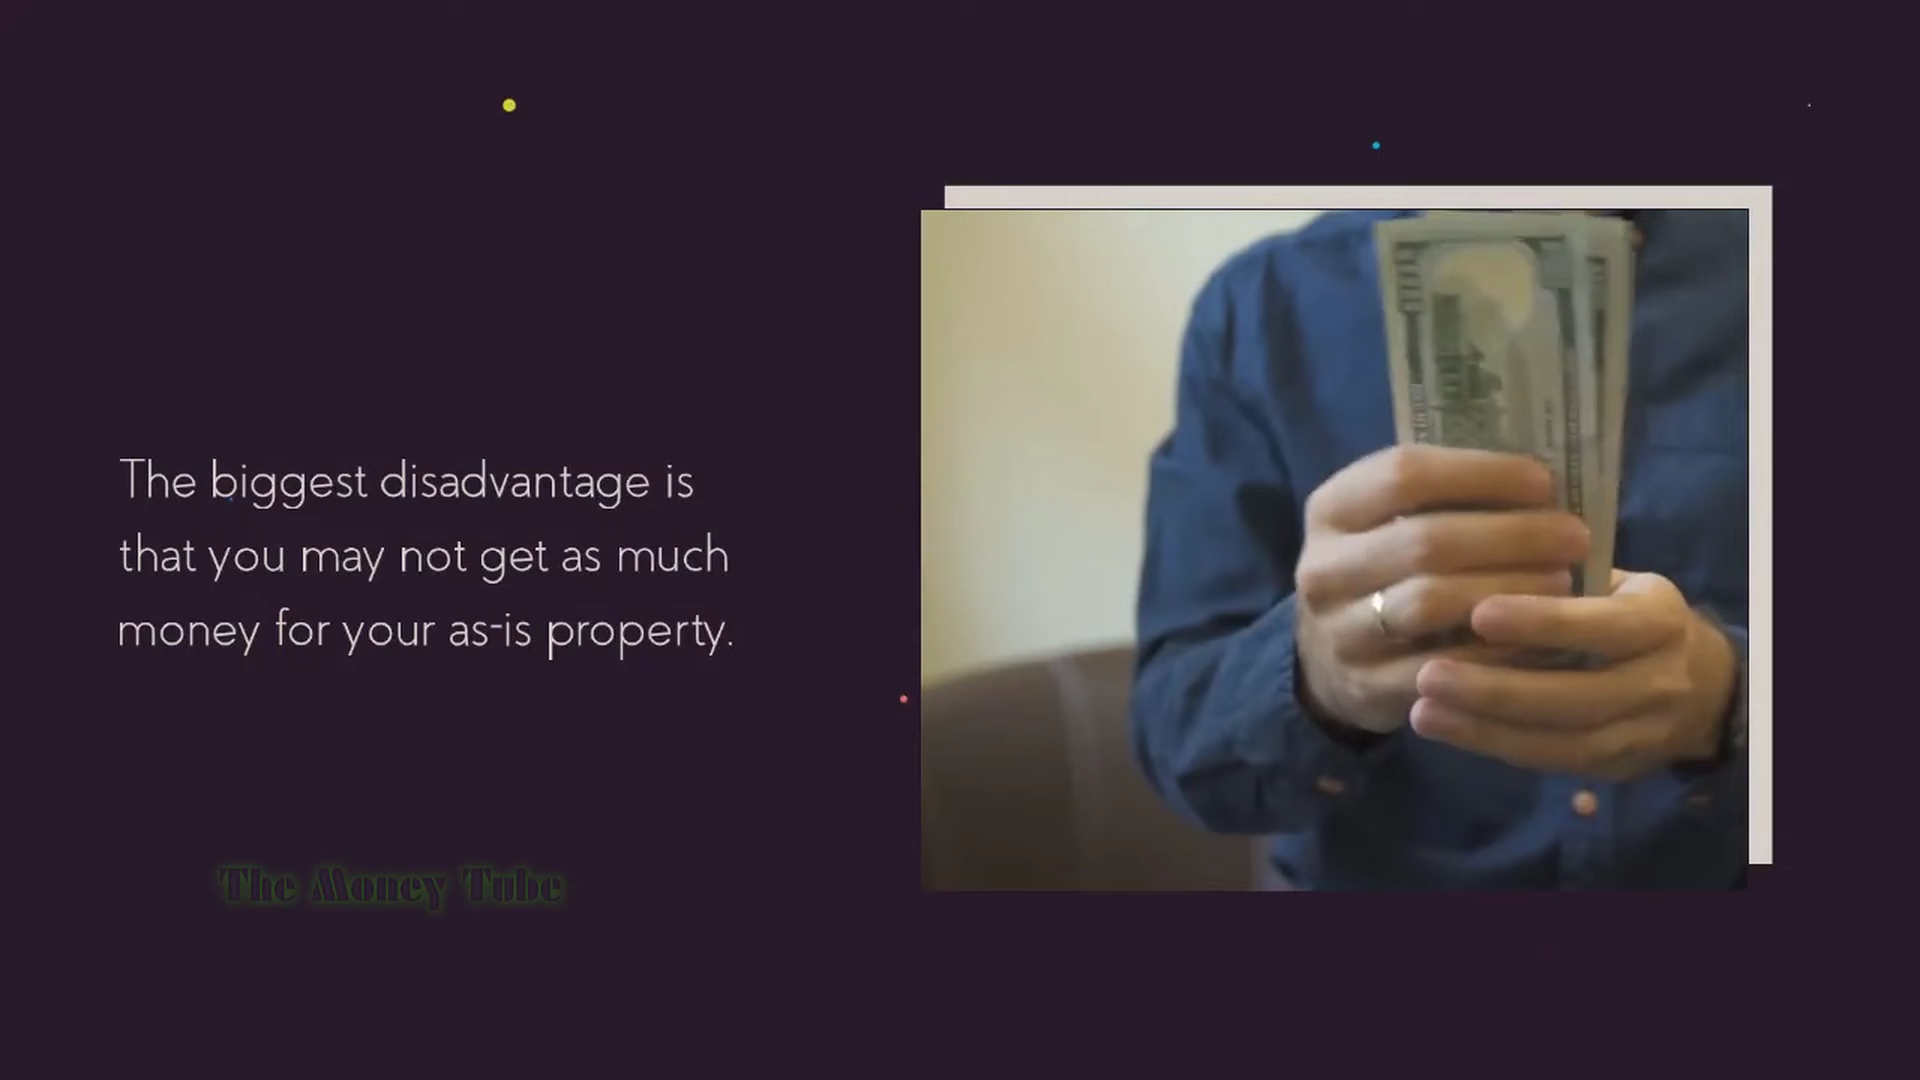 The biggest disadvantage is
that you may not get as much
money for your as-is property.
The Money Tube